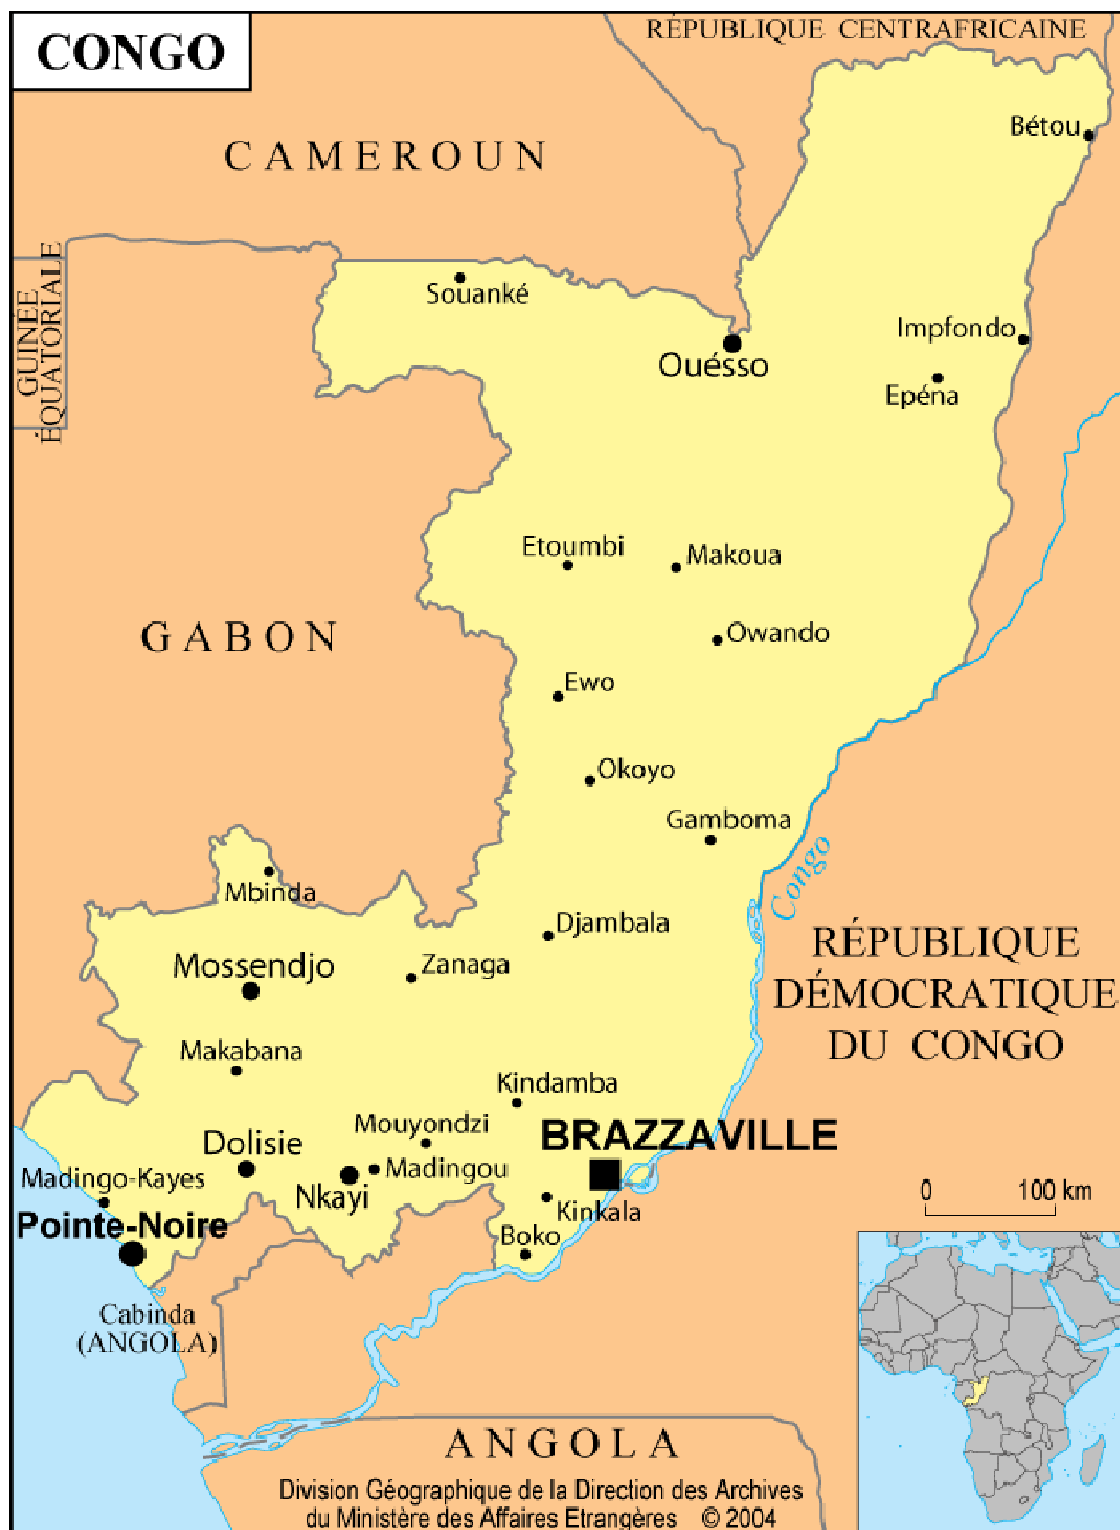 CONGO
RÉPUBLIQUE CENTRAFRICAINE
Bétou
CAMEROUN
GUINÉE
ÉQUATORIALE
Souanké
Impfondo
Ouésso
Epéna
Etoumbi
Makoua
GABON
Owando
Ewo
Okoyo
Gamboma
Congo
Mbinda
Djambala
RÉPUBLIQUE
DÉMOCRATIQUE
DU CONGO
Mossendjo
Zanaga
Makabana
Kindamba
Mouyondzi
BRAZZAVILLE
Dolisie
Madingou
Madingo-Kayes
Nkayi
0 100 km
Kinkala
Pointe-Noire
Boko
Cabinda
(ANGOLA)
ANGOLA
Division Géographique de la Direction des Archives
du Ministère des Affaires Etrangères © 2004